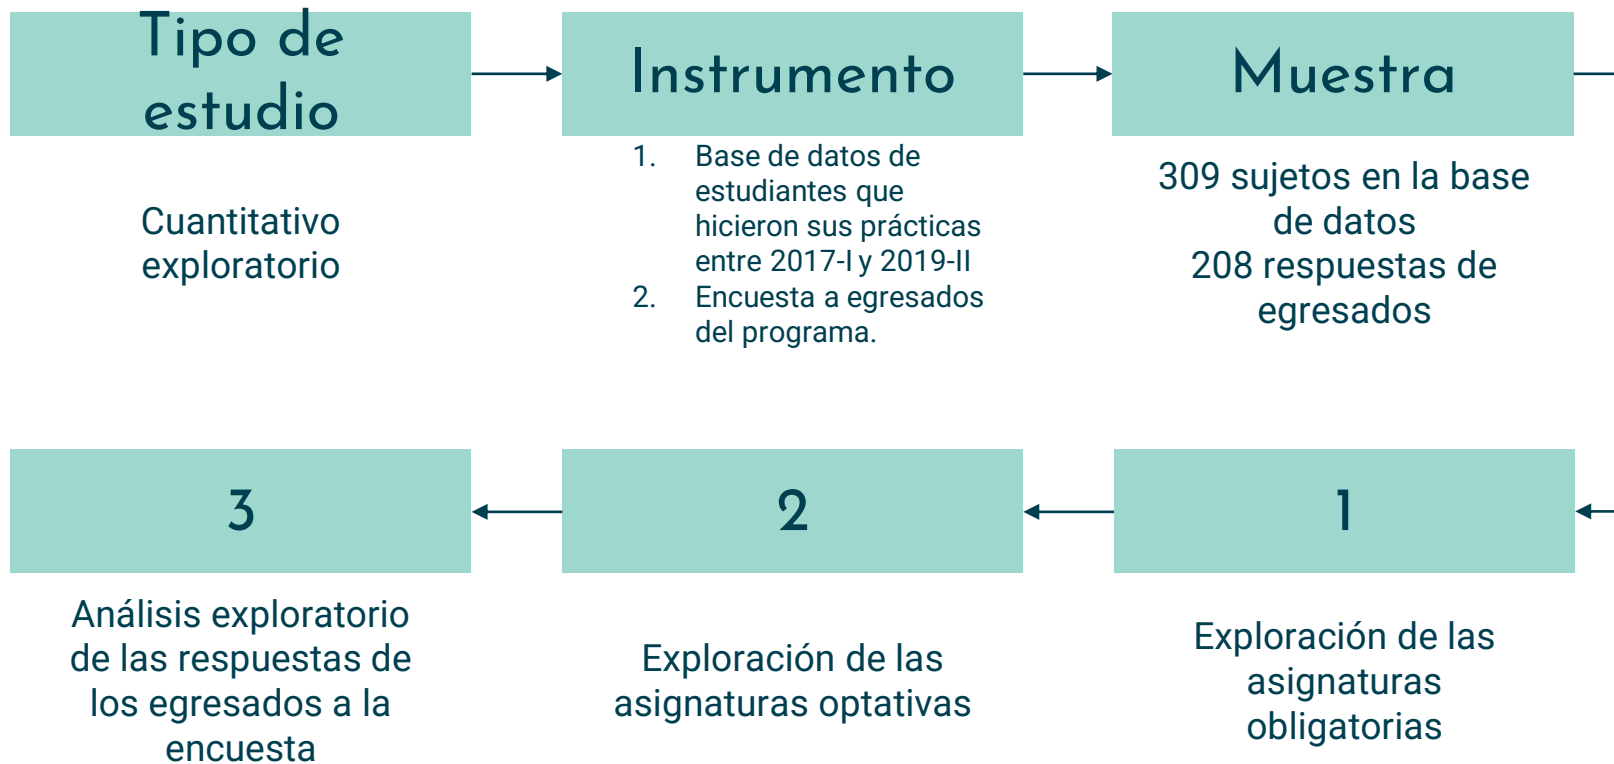 Tipo de
estudio
Instrumento
Muestra
Cuantitativo
exploratorio
1. Base de datos de
estudiantes que
hicieron sus prácticas
entre 2017-I y 2019-II
2. Encuesta a egresados
del programa.
309 sujetos en la base
de datos
208 respuestas de
egresados
3
2
1
Análisis exploratorio
de las respuestas de
los egresados a la
encuesta
Exploración de las
asignaturas optativas
Exploración de las
asignaturas
obligatorias